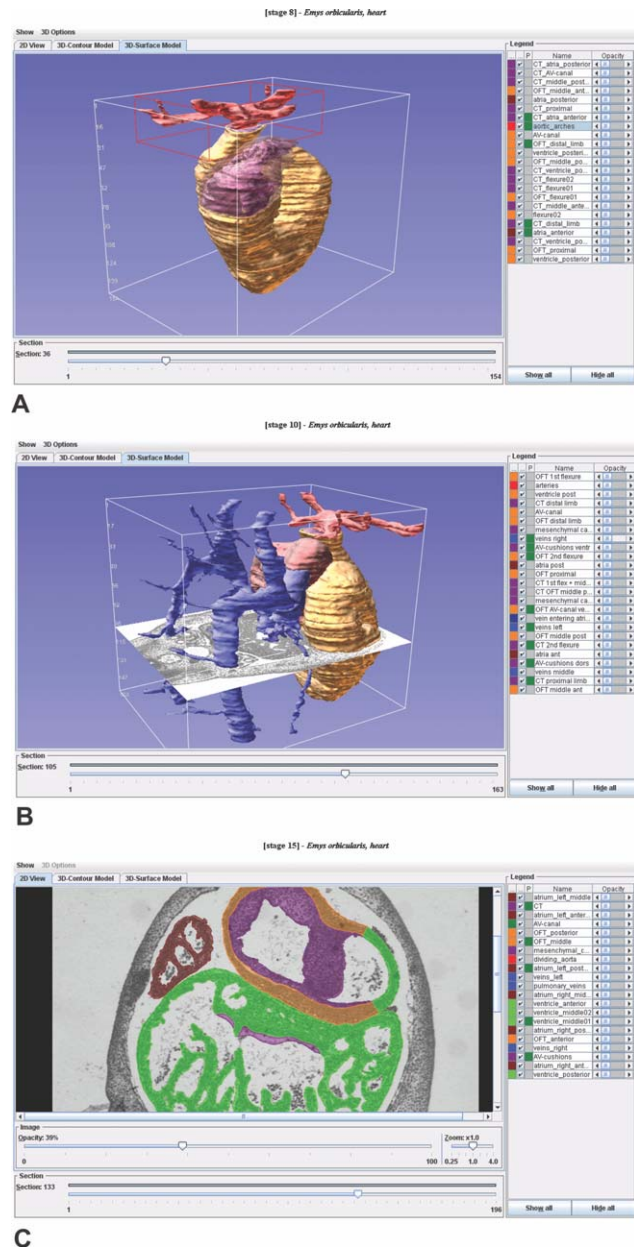 [stage 8] - Emys orbicularis, heart
Show 3D Options
2D View 3D-Contour Model 3D-Surface Model
Legend
P Name Opacity
CT_atria_posterior
CT_AV-canal
CT_middle_post...
OFT_middle_ant...
atria_posterior
CT_proximal
CT_atria_anterior
aortic_arches
AV-canal
OFT_distal_limb
ventricle_posteri...
OFT_middle_po...
CT_ventricle_po...
CT_flexure02
CT_flexure01
OFT_flexure01
CT_middle_ante...
flexure02
CT_distal_limb
atria_anterior
CT_ventricle_po...
OFT_proximal
ventricle_posterior
Section
Section: 36
1 154
Show all Hide all
A
[stage 10] - Emys orbicularis, heart
Show 3D Options
2D View 3D-Contour Model 3D-Surface Model
Legend
P Name Opacity
OFT 1st flexure
arteries
ventricle post
CT distal limb
AV-canal
OFT distal limb
mesenchymal ca...
veins right
AV-cushions ventr
OFT 2nd flexure
atria post
OFT proximal
CT 1st flex + mid...
CT OFT middle p...
mesenchymal ca...
OFT AV-canal ve...
vein entering atri...
veins left
OFT middle post
CT 2nd flexure
atria ant
AV-cushions dors
veins middle
CT proximal limb
OFT middle ant
Section
Section: 105
1 163
Show all Hide all
B
[stage 15] - Emys orbicularis, heart
Show 3D Options
2D View 3D-Contour Model 3D-Surface Model
Legend
P Name Opacity
atrium_left_middle
CT
atrium_left_anter...
AV-canal
OFT_posterior
OFT_middle
mesenchymal_c...
dividing_aorta
atrium_left_post...
veins_left
pulmonary_veins
atrium_right_mid...
ventricle_anterior
ventricle_middle02
ventricle_middle01
atrium_right_pos...
OFT_anterior
veins_right
AV-cushions
atrium_right_ant...
ventricle_posterior
Image
Opacity: 39% Zoom: x1.0
0 100 0.25 1.0 4.0
Section
Section: 133
1 196
Show all Hide all
C